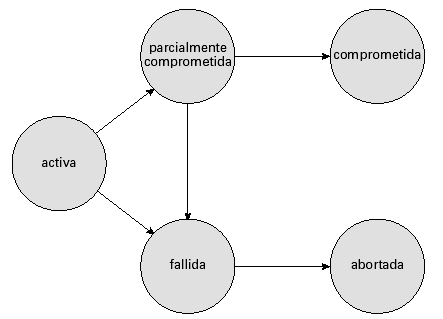 parcialmente
comprometida
comprometida
activa
fallida
abortada